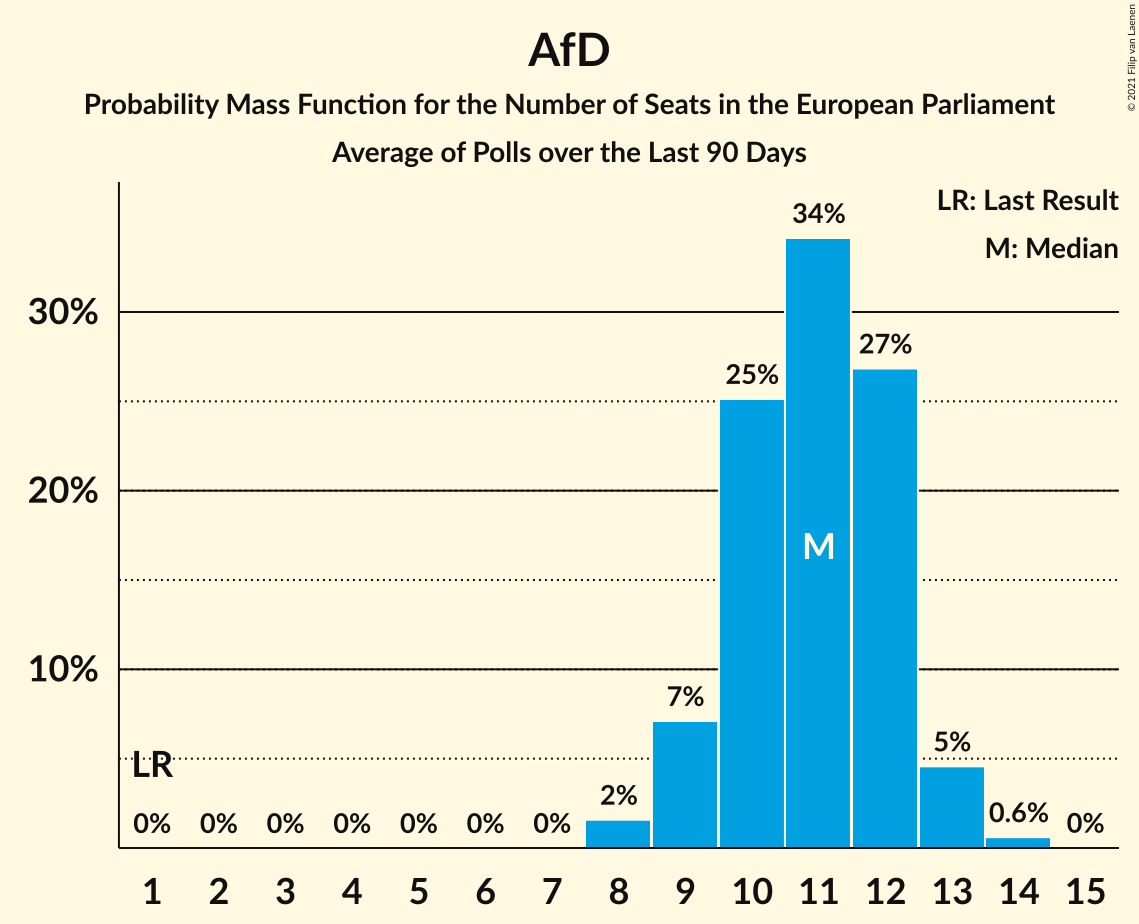 AfD
Probability Mass Function for the Number of Seats in the European Parliament
Average of Polls over the Last 90 Days
© 2021 Filip van Laenen
LR: Last Result
M: Median
34%
30%
27%
25%
20%
M
10%
7%
5%
LR
2%
0.6%
0% 0% 0% 0% 0% 0% 0% 0%
1 2 3 4 5 6 7 8 9 10 11 12 13 14 15